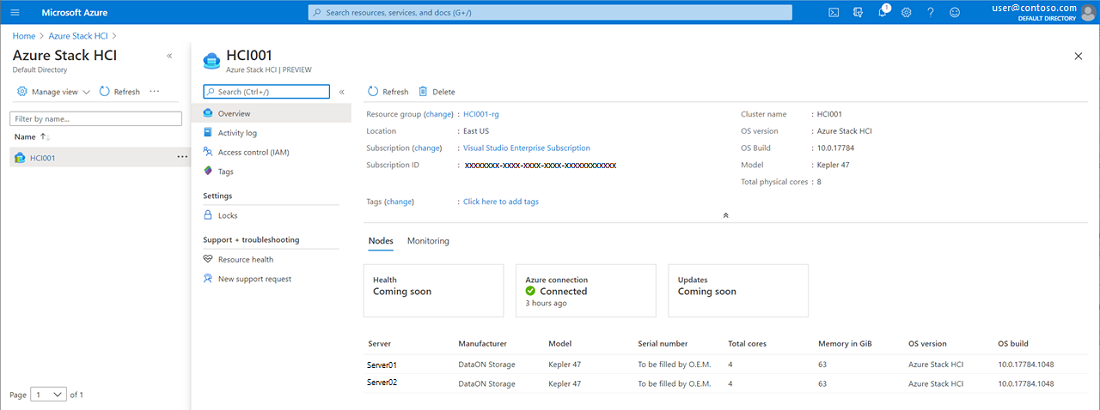 Microsoft Azure
Search resources, services, and docs (G+/)
1
user@contoso.com
DEFAULT DIRECTORY
Home > Azure Stack HCI >
Azure Stack HCI
Default Directory
Manage view
Refresh
Filter by name...
Name
HCI001
Page 1 of 1
HCI001
Azure Stack HCI | PREVIEW
Search (Ctrl+/)
Overview
Activity log
Access control (IAM)
Tags
Settings
Locks
Support + troubleshooting
Resource health
New support request
Refresh Delete
Resource group (change) : HCI001-rg
Location : East US
Subscription (change) : Visual Studio Enterprise Subscription
Subscription ID : xxxxxxxx-xxxx-xxxx-xxxx-xxxxxxxxxxxx
Tags (change) : Click here to add tags
Cluster name : HCI001
OS version : Azure Stack HCI
OS Build : 10.0.17784
Model : Kepler 47
Total physical cores : 8
Nodes Monitoring
Health
Coming soon
Azure connection
Connected
3 hours ago
Updates
Coming soon
Server Manufacturer Model Serial number Total cores Memory in GiB OS version OS build
Server01 DataON Storage Kepler 47 To be filled by O.E.M. 4 63 Azure Stack HCI 10.0.17784.1048
Server02 DataON Storage Kepler 47 To be filled by O.E.M. 4 63 Azure Stack HCI 10.0.17784.1048